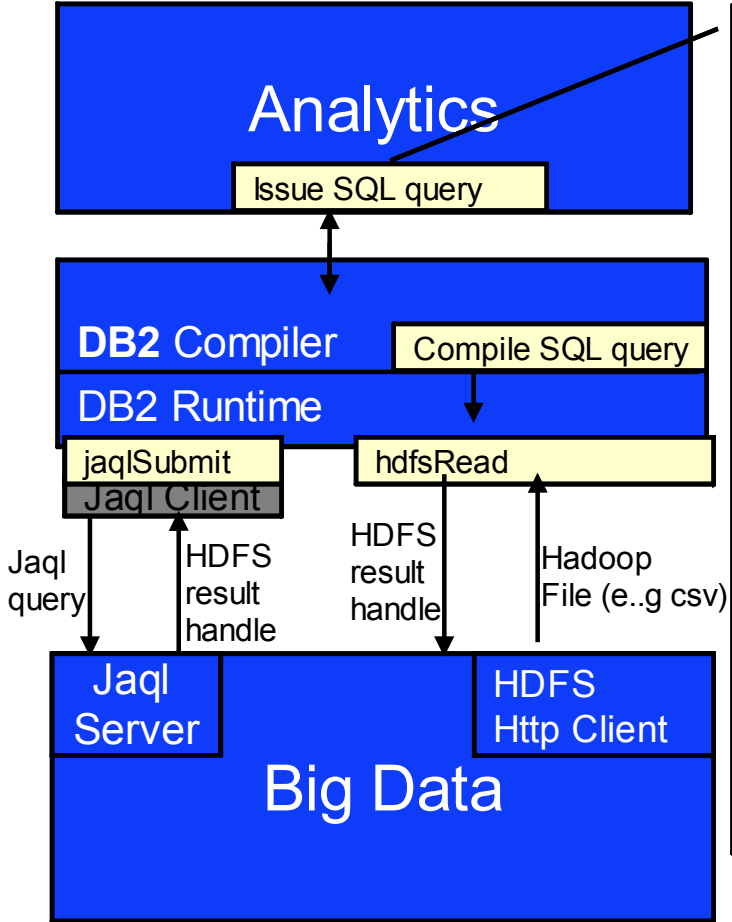 Analytics
Issue SQL query
DB2 Compiler
Compile SQL query
DB2 Runtime
jaqlSubmit
hdfsRead
Jaql Client
Jaql
query
HDFS
result
handle
HDFS
result
handle
Hadoop
File (e..g csv)
Jaql
Server
HDFS
Http Client
Big Data